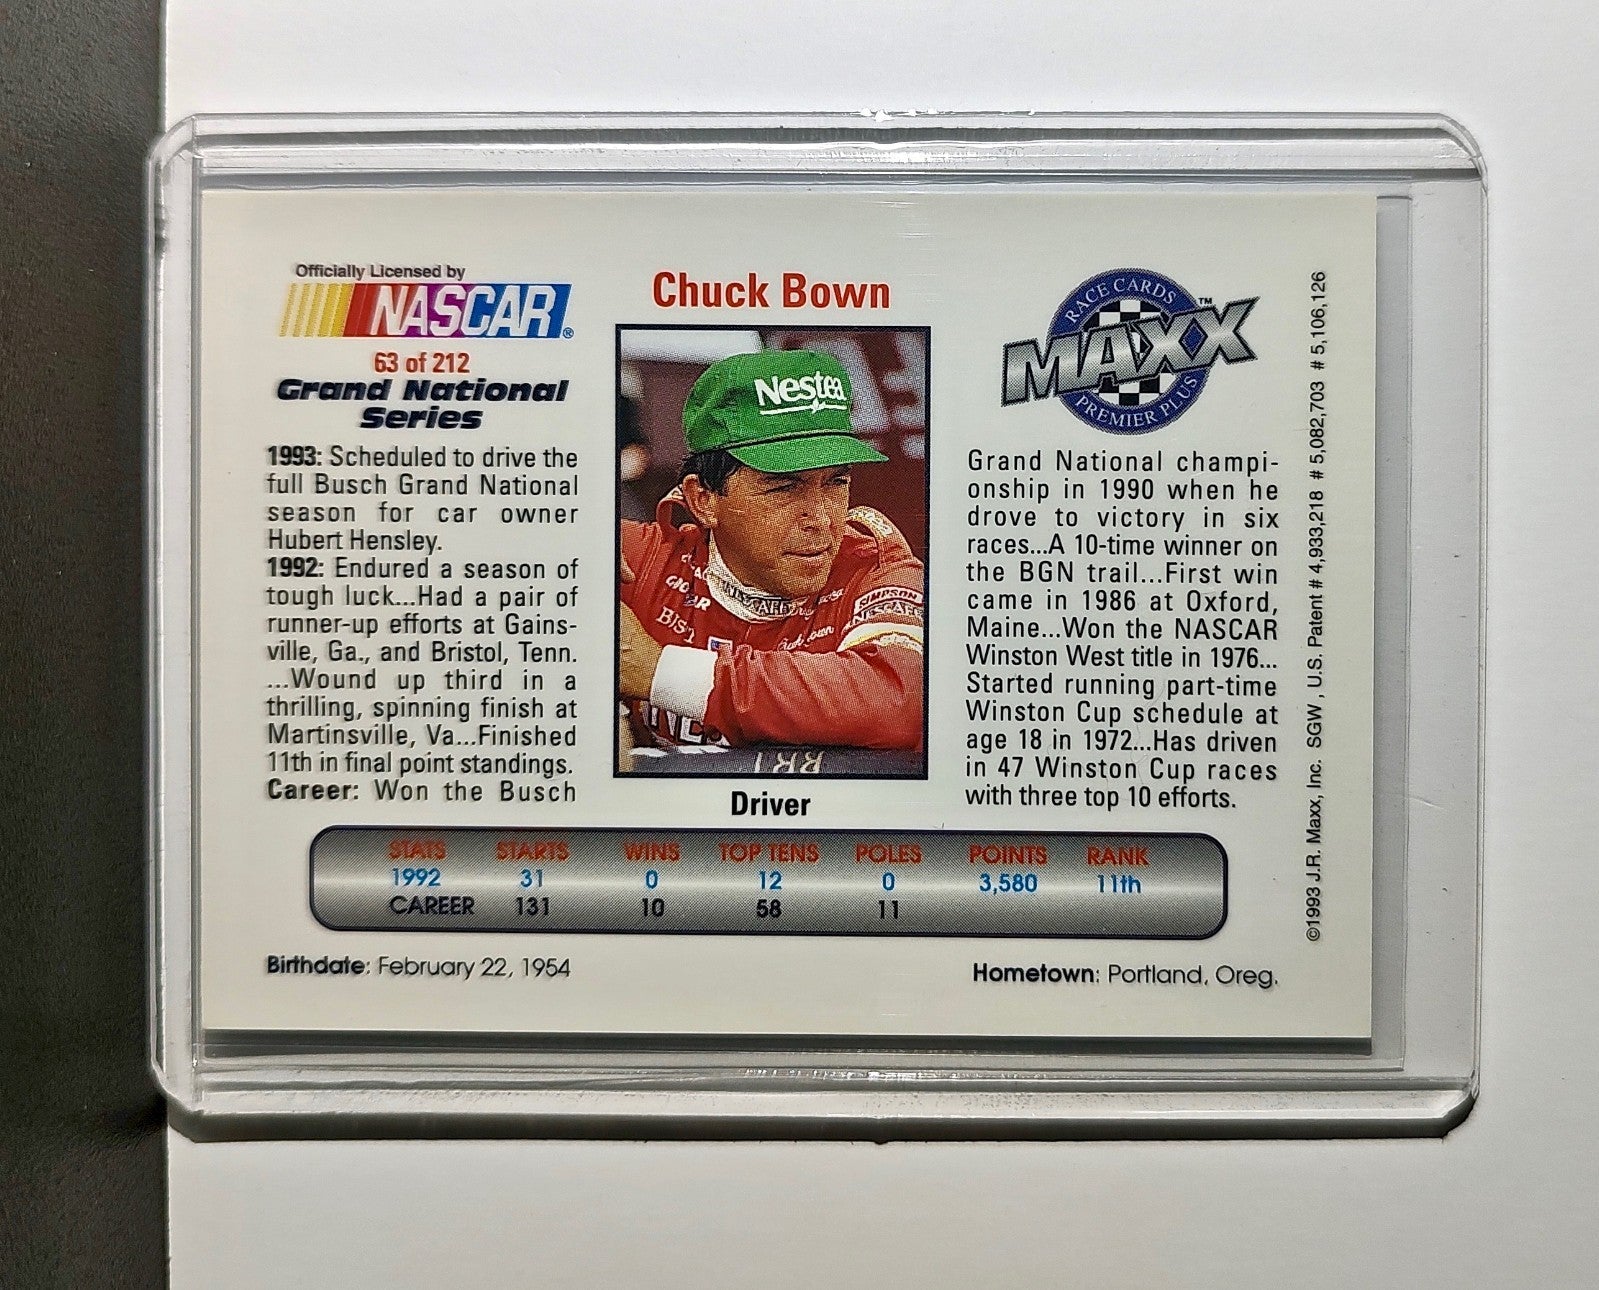 Officially Licensed by
NASCAR®
63 of 212
Grand National
Series
1993: Scheduled to drive the
full Busch Grand National
season for car owner
Hubert Hensley.
1992: Endured a season of
tough luck...Had a pair of
runner-up efforts at Gains-
ville, Ga., and Bristol, Tenn.
...Wound up third in a
thrilling, spinning finish at
Martinsville, Va...Finished
11th in final point standings.
Career: Won the Busch
Chuck Bown
Nestea
SIMPSON
NESCAFE
Driver
RACE CARDS
MAXX™
PREMIER PLUS
Grand National champi-
onship in 1990 when he
drove to victory in six
races...A 10-time winner on
the BGN trail...First win
came in 1986 at Oxford,
Maine...Won the NASCAR
Winston West title in 1976...
Started running part-time
Winston Cup schedule at
age 18 in 1972...Has driven
in 47 Winston Cup races
with three top 10 efforts.
STATS STARTS WINS TOP TENS POLES POINTS RANK
1992 31 0 12 0 3,580 11th
CAREER 131 10 58 11
Birthdate: February 22, 1954
Hometown: Portland, Oreg.
©1993 J.R. Maxx, Inc. SGW, U.S. Patent # 4,933,218 # 5,082,703 # 5,106,126